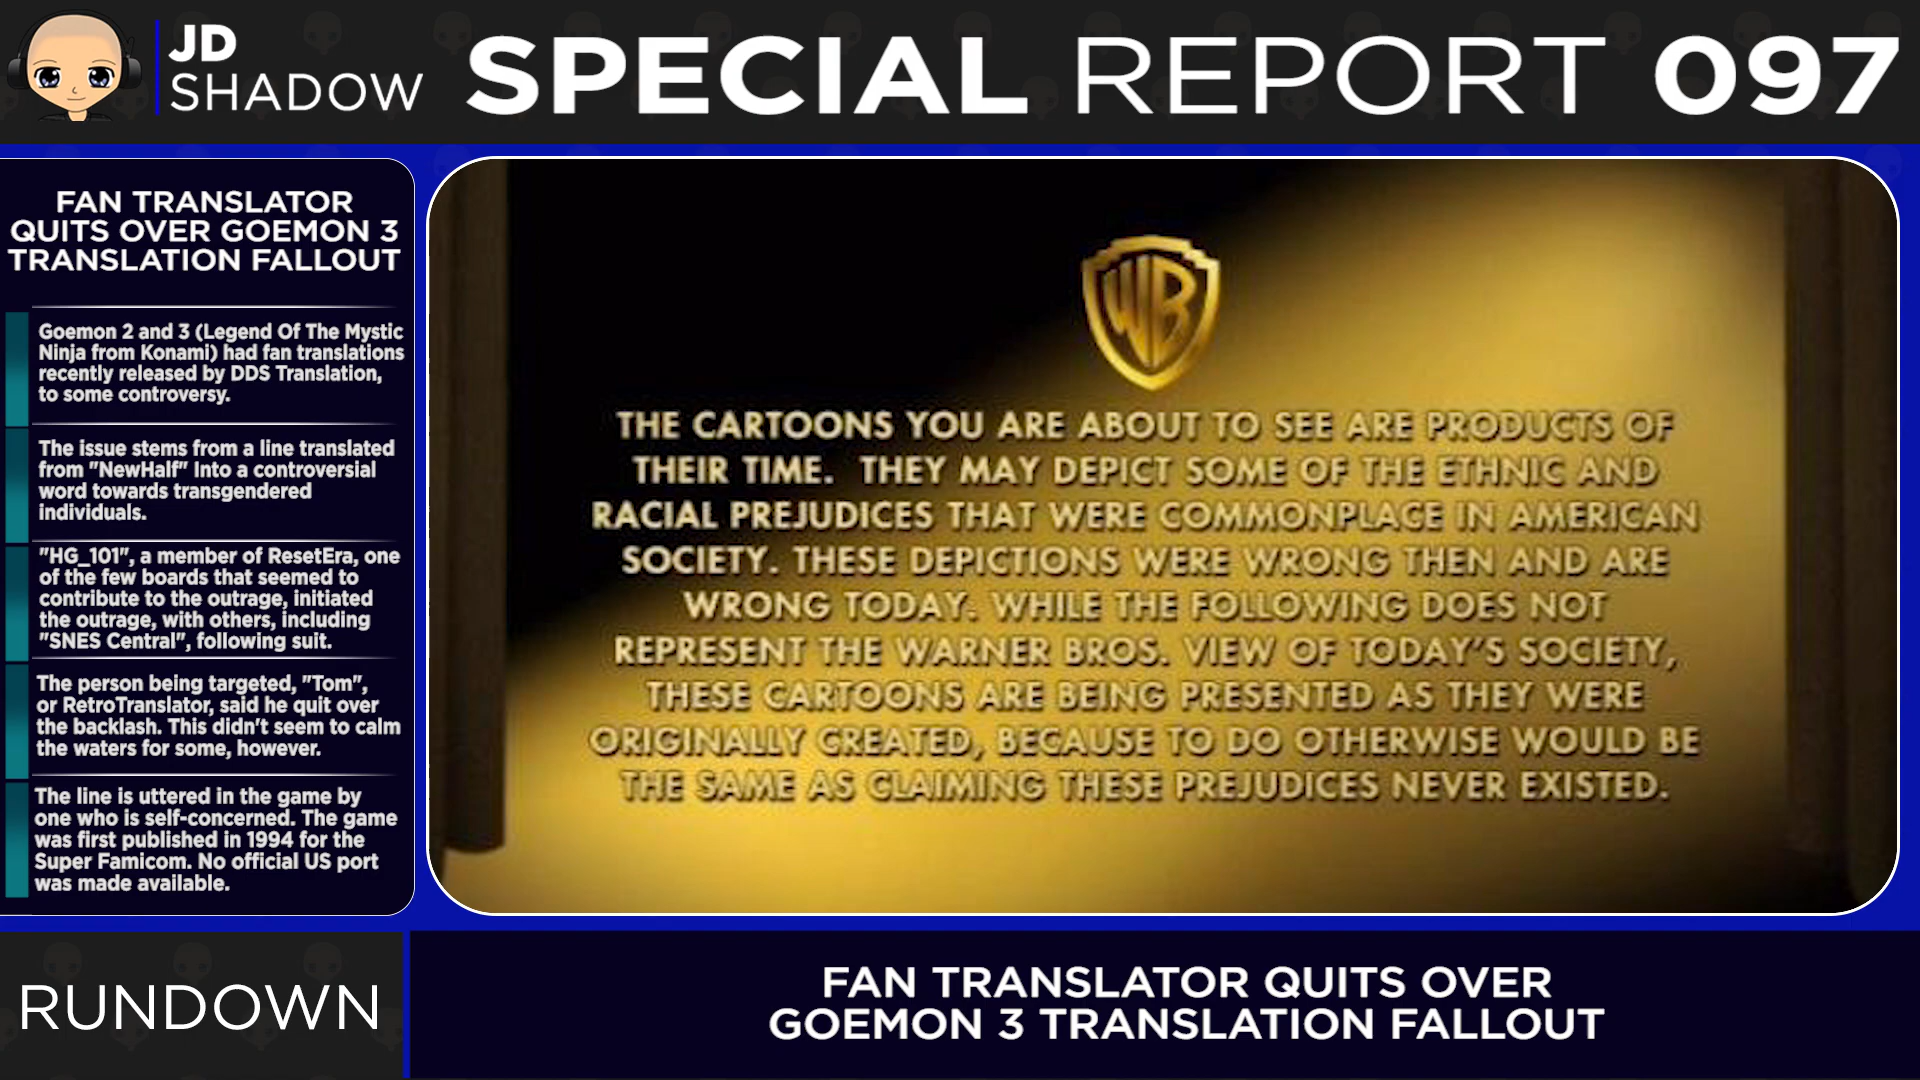 JD
SHADOW
SPECIAL REPORT 097
FAN TRANSLATOR
QUITS OVER GOEMON 3
TRANSLATION FALLOUT
Goemon 2 and 3 (Legend Of The Mystic
Ninja from Konami) had fan translations
recently released by DDS Translation,
to some controversy.
The issue stems from a line translated
from "NewHalf" Into a controversial
word towards transgendered
individuals.
"HG_101", a member of ResetEra, one
of the few boards that seemed to
contribute to the outrage, initiated
the outrage, with others, including
"SNES Central", following suit.
The person being targeted, "Tom",
or RetroTranslator, said he quit over
the backlash. This didn't seem to calm
the waters for some, however.
The line is uttered in the game by
one who is self-concerned. The game
was first published in 1994 for the
Super Famicom. No official US port
was made available.
WB
THE CARTOONS YOU ARE ABOUT TO SEE ARE PRODUCTS OF
THEIR TIME. THEY MAY DEPICT SOME OF THE ETHNIC AND
RACIAL PREJUDICES THAT WERE COMMONPLACE IN AMERICAN
SOCIETY. THESE DEPICTIONS WERE WRONG THEN AND ARE
WRONG TODAY. WHILE THE FOLLOWING DOES NOT
REPRESENT THE WARNER BROS. VIEW OF TODAY'S SOCIETY,
THESE CARTOONS ARE BEING PRESENTED AS THEY WERE
ORIGINALLY CREATED, BECAUSE TO DO OTHERWISE WOULD BE
THE SAME AS CLAIMING THESE PREJUDICES NEVER EXISTED.
RUNDOWN
FAN TRANSLATOR QUITS OVER
GOEMON 3 TRANSLATION FALLOUT